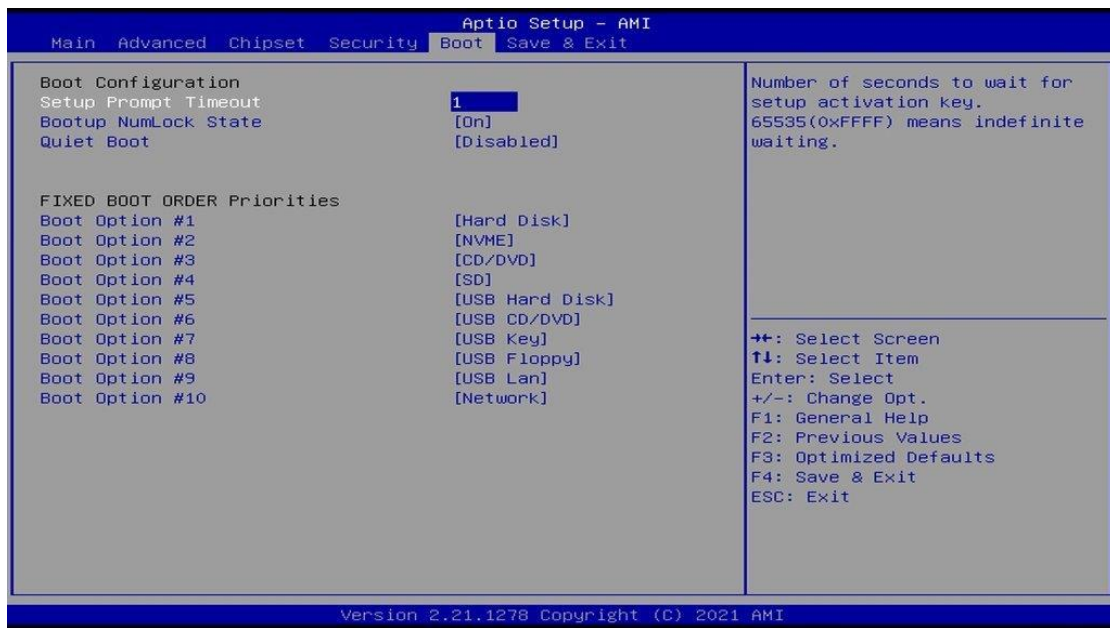 Aptio Setup - AMI
Main Advanced Chipset Security Boot Save & Exit
Boot Configuration
Setup Prompt Timeout 1
Bootup NumLock State [On]
Quiet Boot [Disabled]
FIXED BOOT ORDER Priorities
Boot Option #1 [Hard Disk]
Boot Option #2 [NVME]
Boot Option #3 [CD/DVD]
Boot Option #4 [SD]
Boot Option #5 [USB Hard Disk]
Boot Option #6 [USB CD/DVD]
Boot Option #7 [USB Key]
Boot Option #8 [USB Floppy]
Boot Option #9 [USB Lan]
Boot Option #10 [Network]
Number of seconds to wait for
setup activation key.
65535(0xFFFF) means indefinite
waiting.
→←: Select Screen
↑↓: Select Item
Enter: Select
+/-: Change Opt.
F1: General Help
F2: Previous Values
F3: Optimized Defaults
F4: Save & Exit
ESC: Exit
Version 2.21.1278 Copyright (C) 2021 AMI